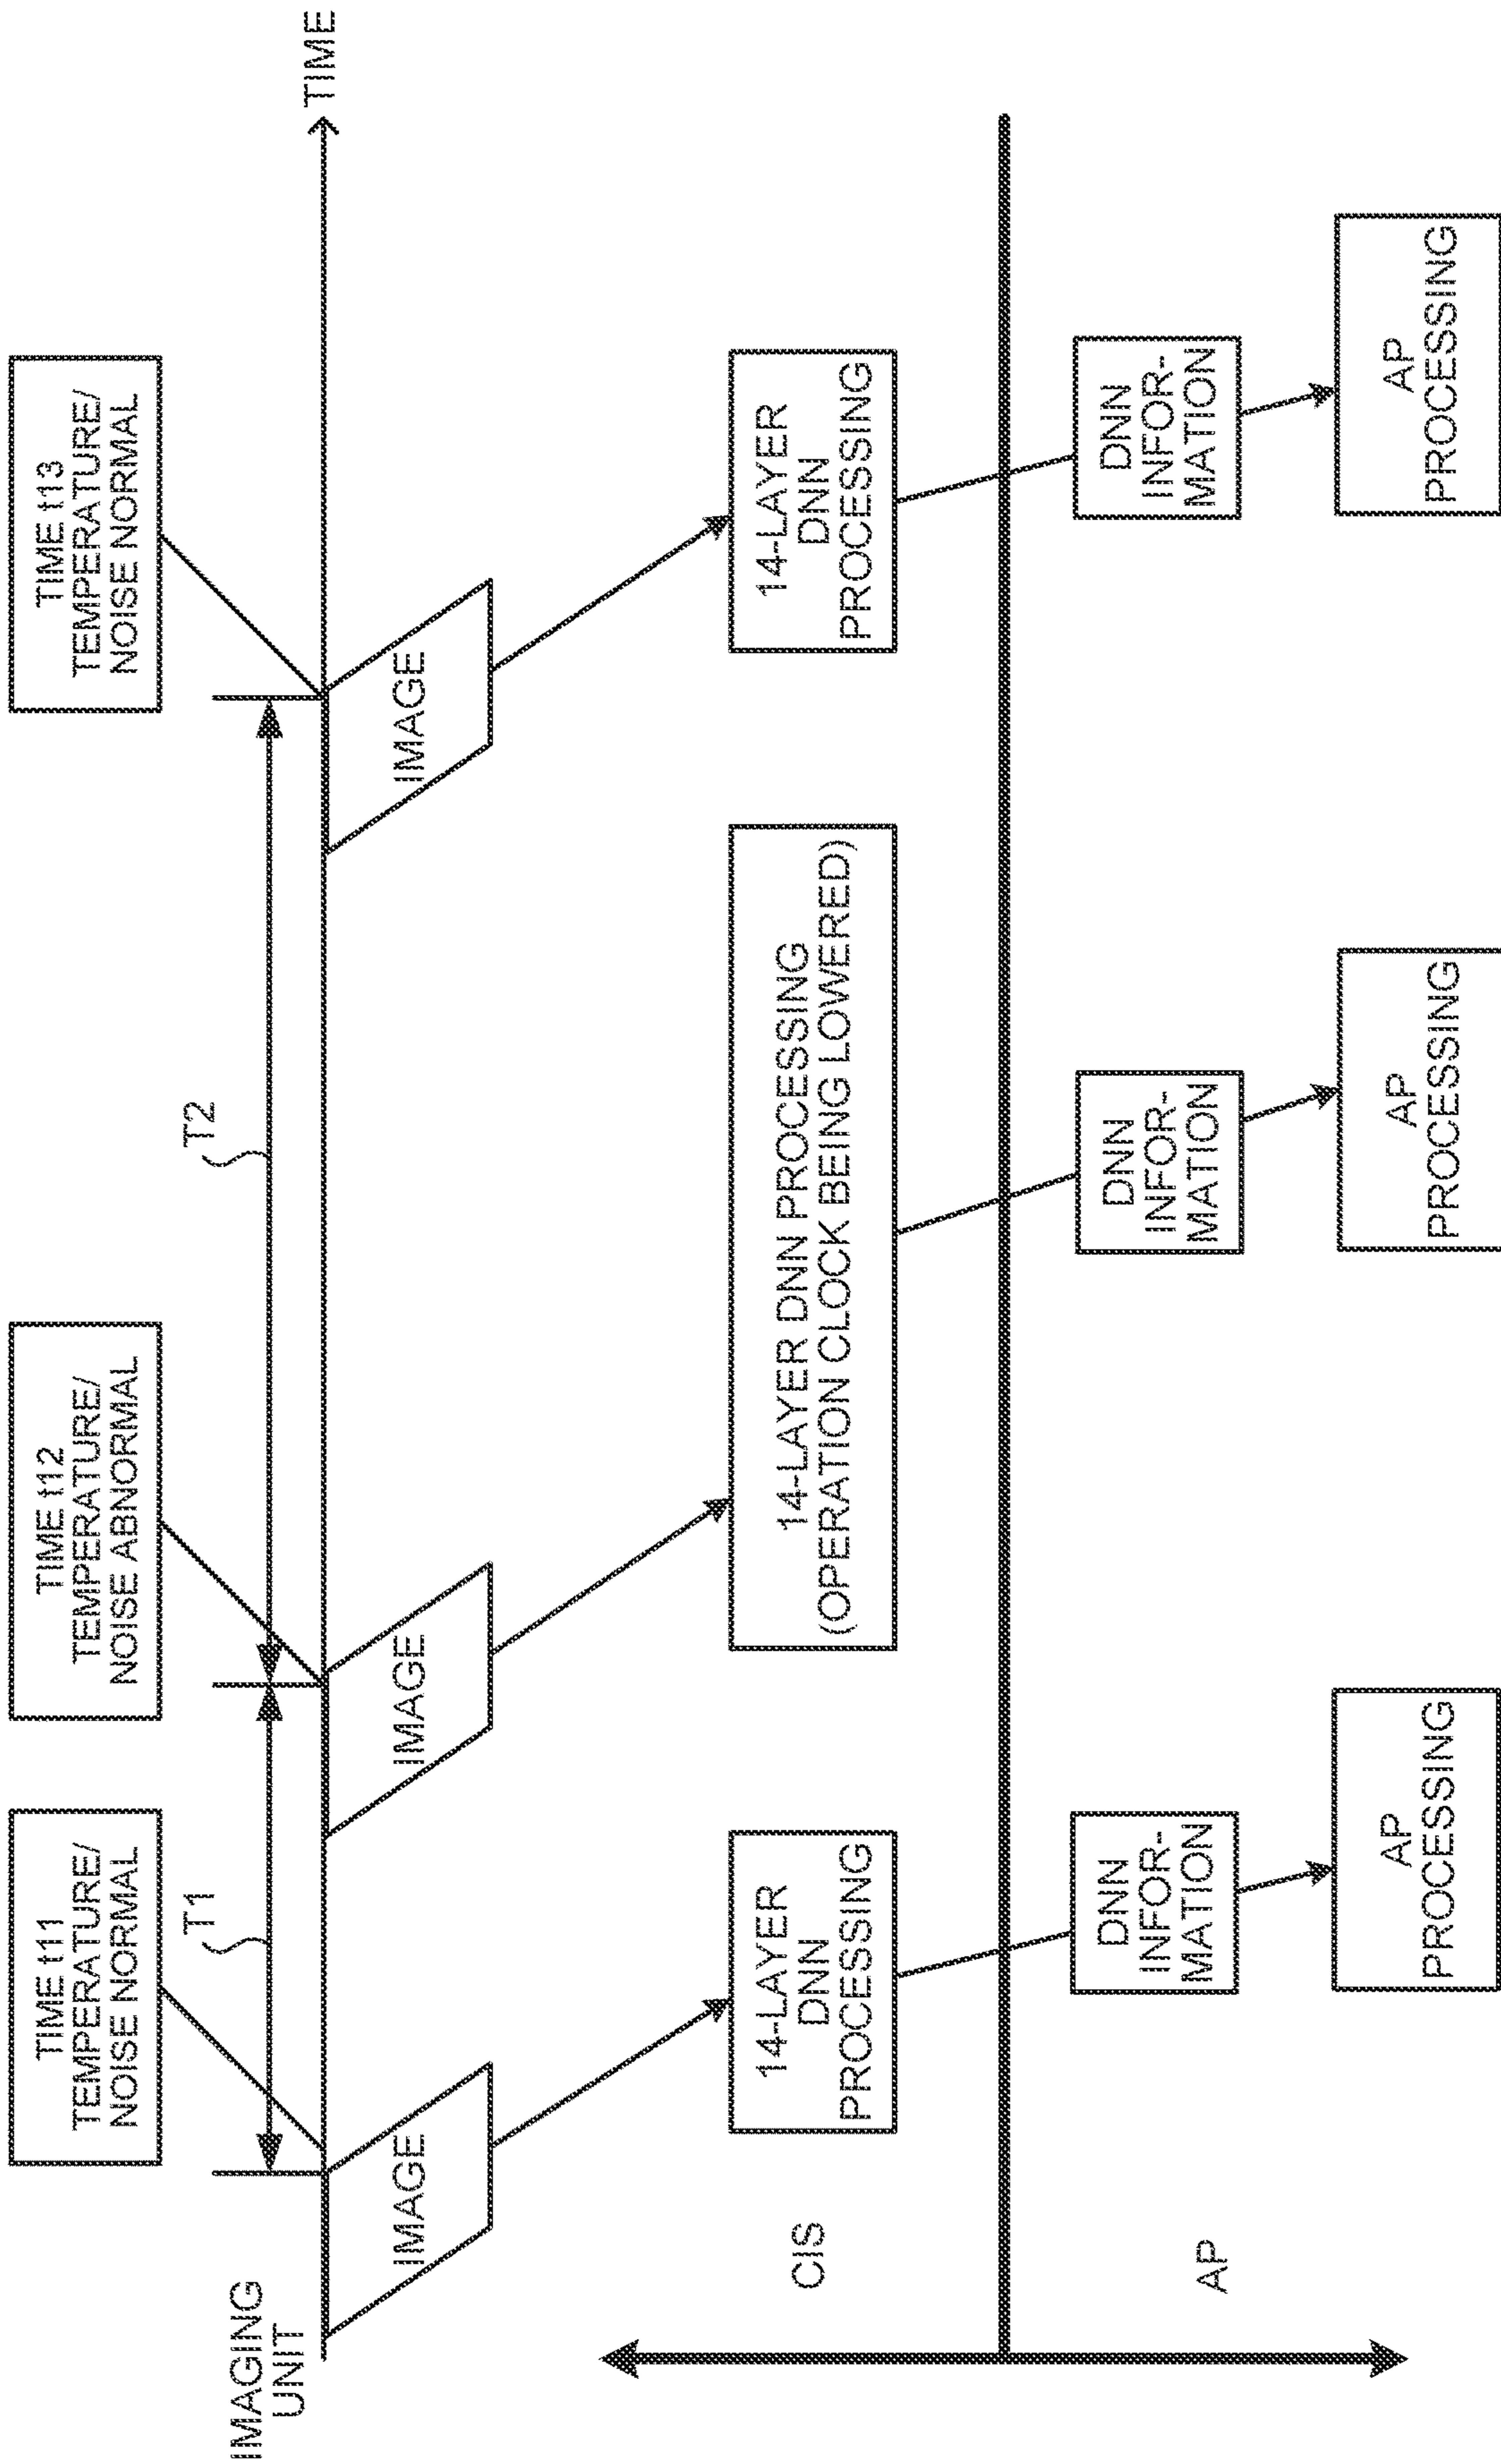 TIME t11
TEMPERATURE/
NOISE NORMAL
TIME t12
TEMPERATURE/
NOISE ABNORMAL
TIME t13
TEMPERATURE/
NOISE NORMAL
T1
T2
IMAGING
UNIT
TIME
IMAGE
IMAGE
IMAGE
CIS
14-LAYER
DNN
PROCESSING
14-LAYER DNN PROCESSING
(OPERATION CLOCK BEING LOWERED)
14-LAYER
DNN
PROCESSING
AP
DNN
INFOR-
MATION
DNN
INFOR-
MATION
DNN
INFOR-
MATION
AP
PROCESSING
AP
PROCESSING
AP
PROCESSING